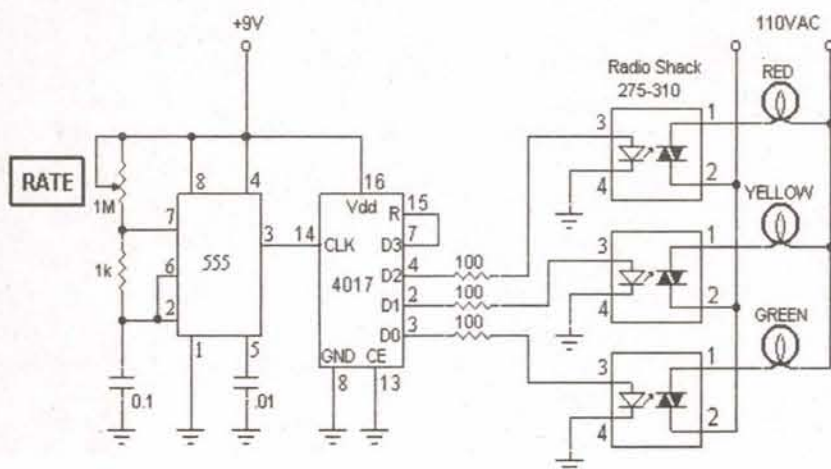 +9V
110VAC
Radio Shack
275-310
RED
RATE
1M
8
4
16
Vdd
R
15
7
3
14
CLK
D3
7
1k
6
555
4017
D2
4
100
2
D1
2
100
D0
3
100
1
5
GND
CE
0.1
.01
8
13
3
4
1
2
YELLOW
3
4
1
2
GREEN
3
4
1
2